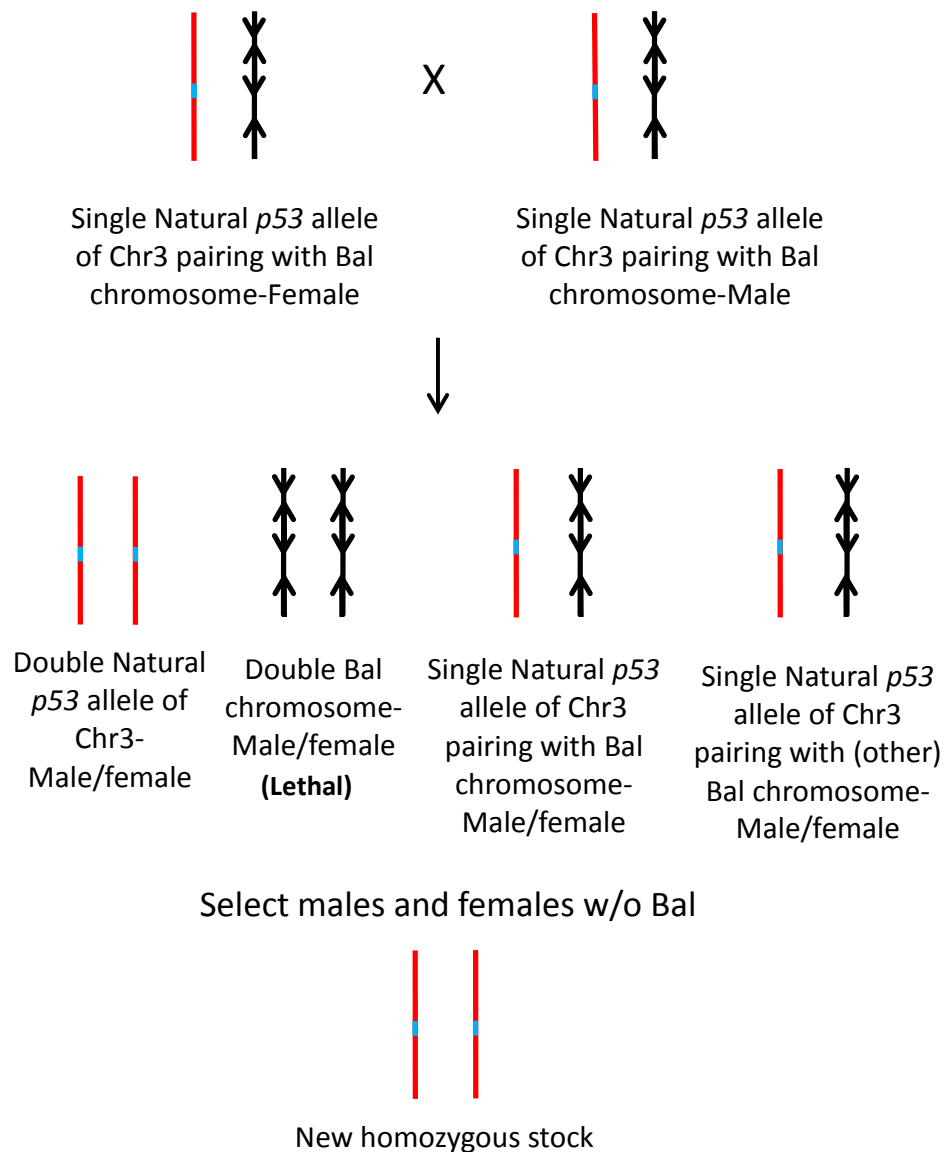 X
Single Natural p53 allele
of Chr3 pairing with Bal
chromosome-Female
Single Natural p53 allele
of Chr3 pairing with Bal
chromosome-Male
Double Natural
p53 allele of
Chr3-
Male/female
Double Bal
chromosome-
Male/female
(Lethal)
Single Natural p53
allele of Chr3
pairing with Bal
chromosome-
Male/female
Single Natural p53
allele of Chr3
pairing with (other)
Bal chromosome-
Male/female
Select males and females w/o Bal
New homozygous stock